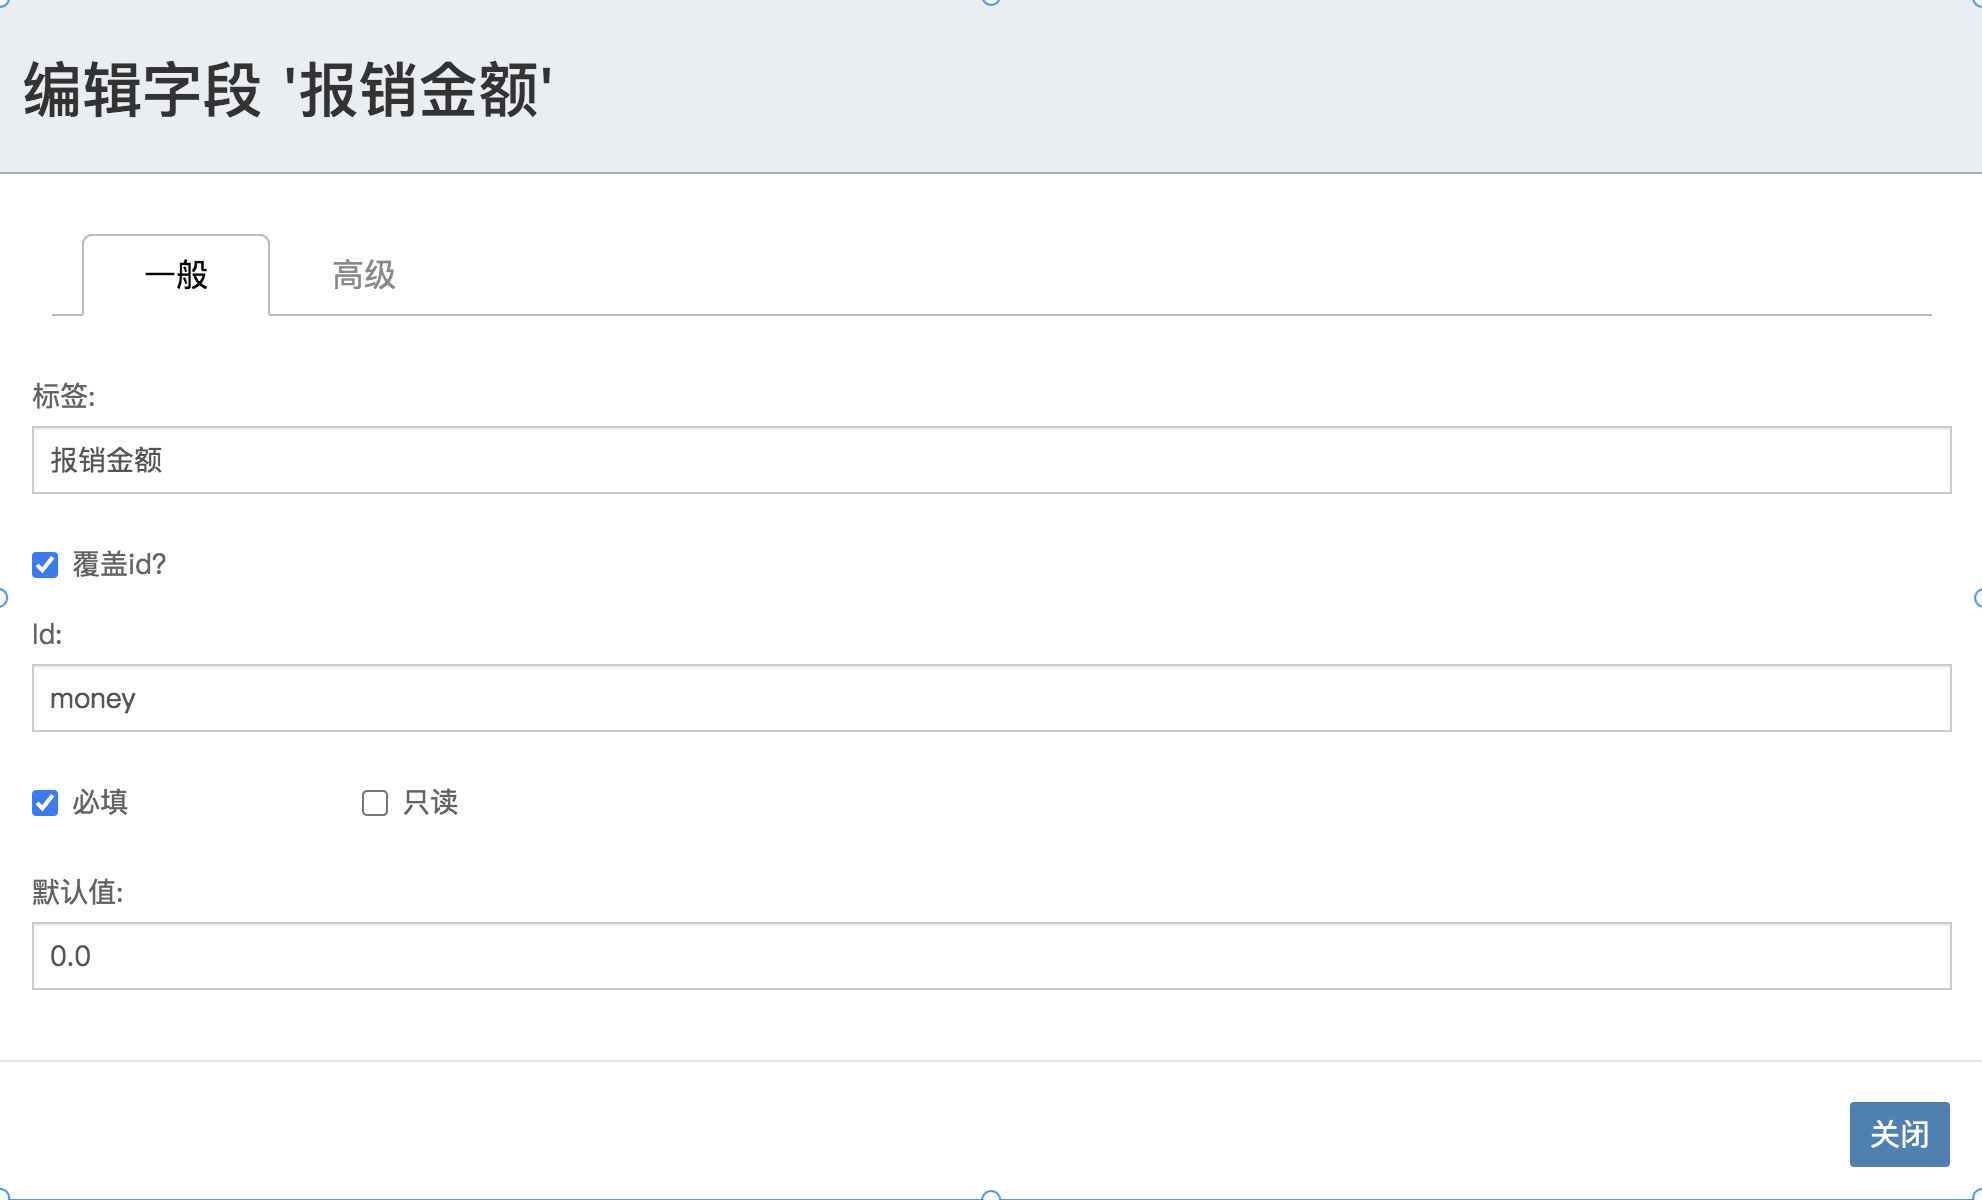 编辑字段 '报销金额'
一般 高级
标签:
报销金额
覆盖id?
Id:
money
必填 只读
默认值:
0.0
关闭